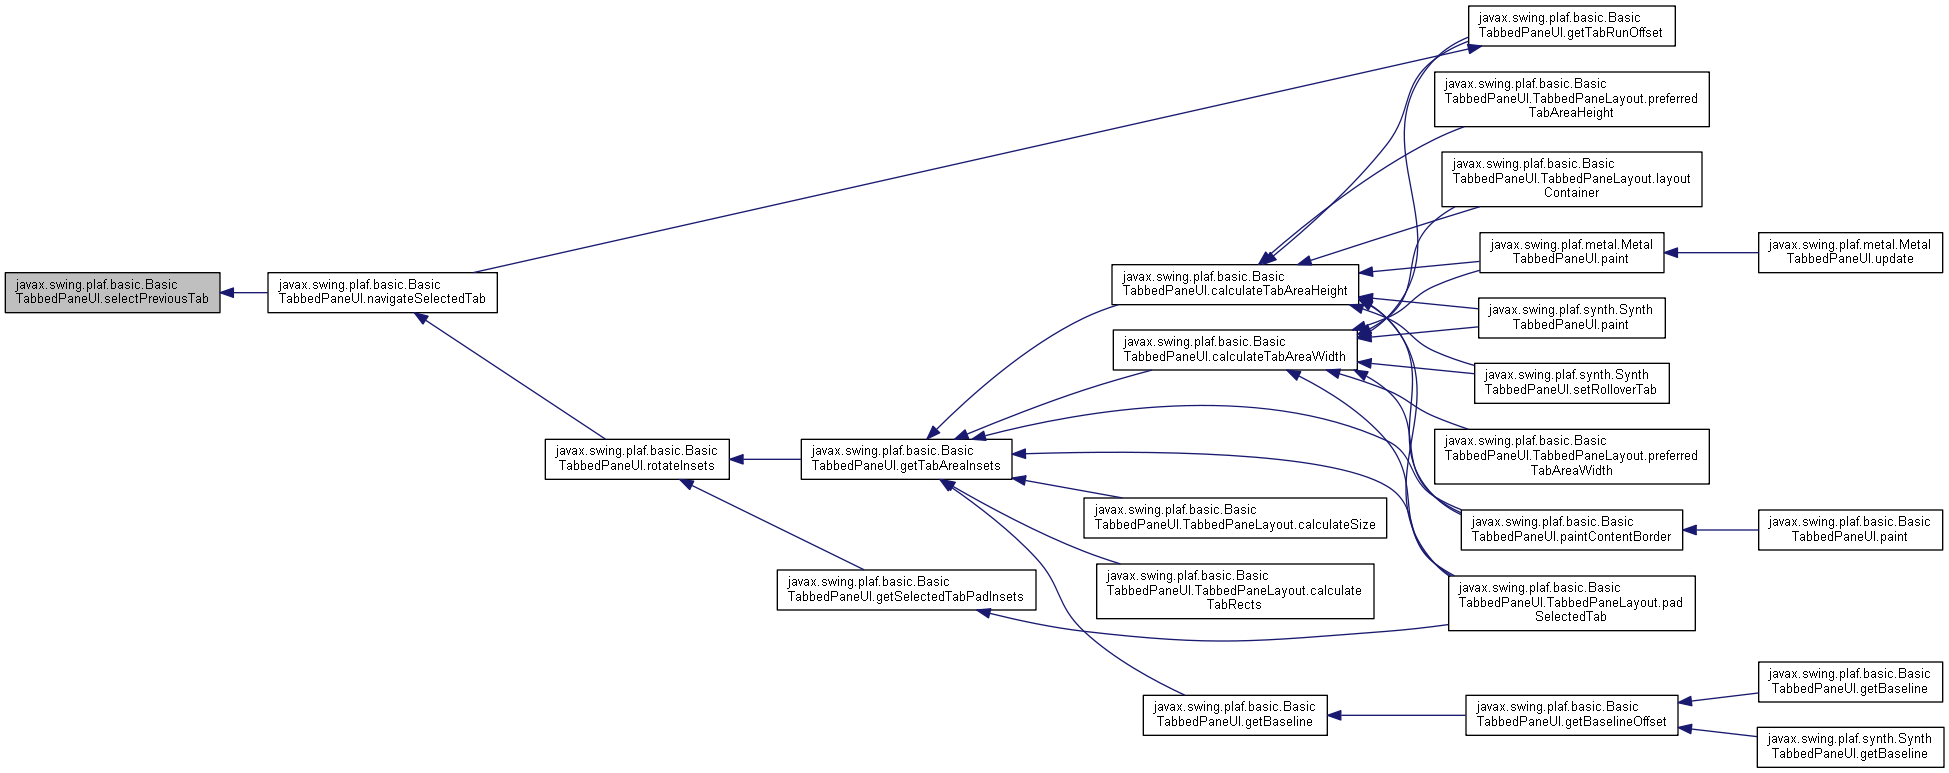 javax.swing.plaf.basic.Basic
TabbedPaneUI.selectPreviousTab
javax.swing.plaf.basic.Basic
TabbedPaneUI.navigateSelectedTab
javax.swing.plaf.basic.Basic
TabbedPaneUI.rotateInsets
javax.swing.plaf.basic.Basic
TabbedPaneUI.getTabAreaInsets
javax.swing.plaf.basic.Basic
TabbedPaneUI.getSelectedTabPadInsets
javax.swing.plaf.basic.Basic
TabbedPaneUI.calculateTabAreaHeight
javax.swing.plaf.basic.Basic
TabbedPaneUI.calculateTabAreaWidth
javax.swing.plaf.basic.Basic
TabbedPaneUI.TabbedPaneLayout.calculateSize
javax.swing.plaf.basic.Basic
TabbedPaneUI.TabbedPaneLayout.calculate
TabRects
javax.swing.plaf.basic.Basic
TabbedPaneUI.getBaseline
javax.swing.plaf.basic.Basic
TabbedPaneUI.getTabRunOffset
javax.swing.plaf.basic.Basic
TabbedPaneUI.TabbedPaneLayout.preferred
TabAreaHeight
javax.swing.plaf.basic.Basic
TabbedPaneUI.TabbedPaneLayout.layout
Container
javax.swing.plaf.metal.Metal
TabbedPaneUI.paint
javax.swing.plaf.synth.Synth
TabbedPaneUI.paint
javax.swing.plaf.synth.Synth
TabbedPaneUI.setRolloverTab
javax.swing.plaf.basic.Basic
TabbedPaneUI.TabbedPaneLayout.preferred
TabAreaWidth
javax.swing.plaf.basic.Basic
TabbedPaneUI.paintContentBorder
javax.swing.plaf.basic.Basic
TabbedPaneUI.TabbedPaneLayout.pad
SelectedTab
javax.swing.plaf.basic.Basic
TabbedPaneUI.getBaselineOffset
javax.swing.plaf.metal.Metal
TabbedPaneUI.update
javax.swing.plaf.basic.Basic
TabbedPaneUI.paint
javax.swing.plaf.basic.Basic
TabbedPaneUI.getBaseline
javax.swing.plaf.synth.Synth
TabbedPaneUI.getBaseline